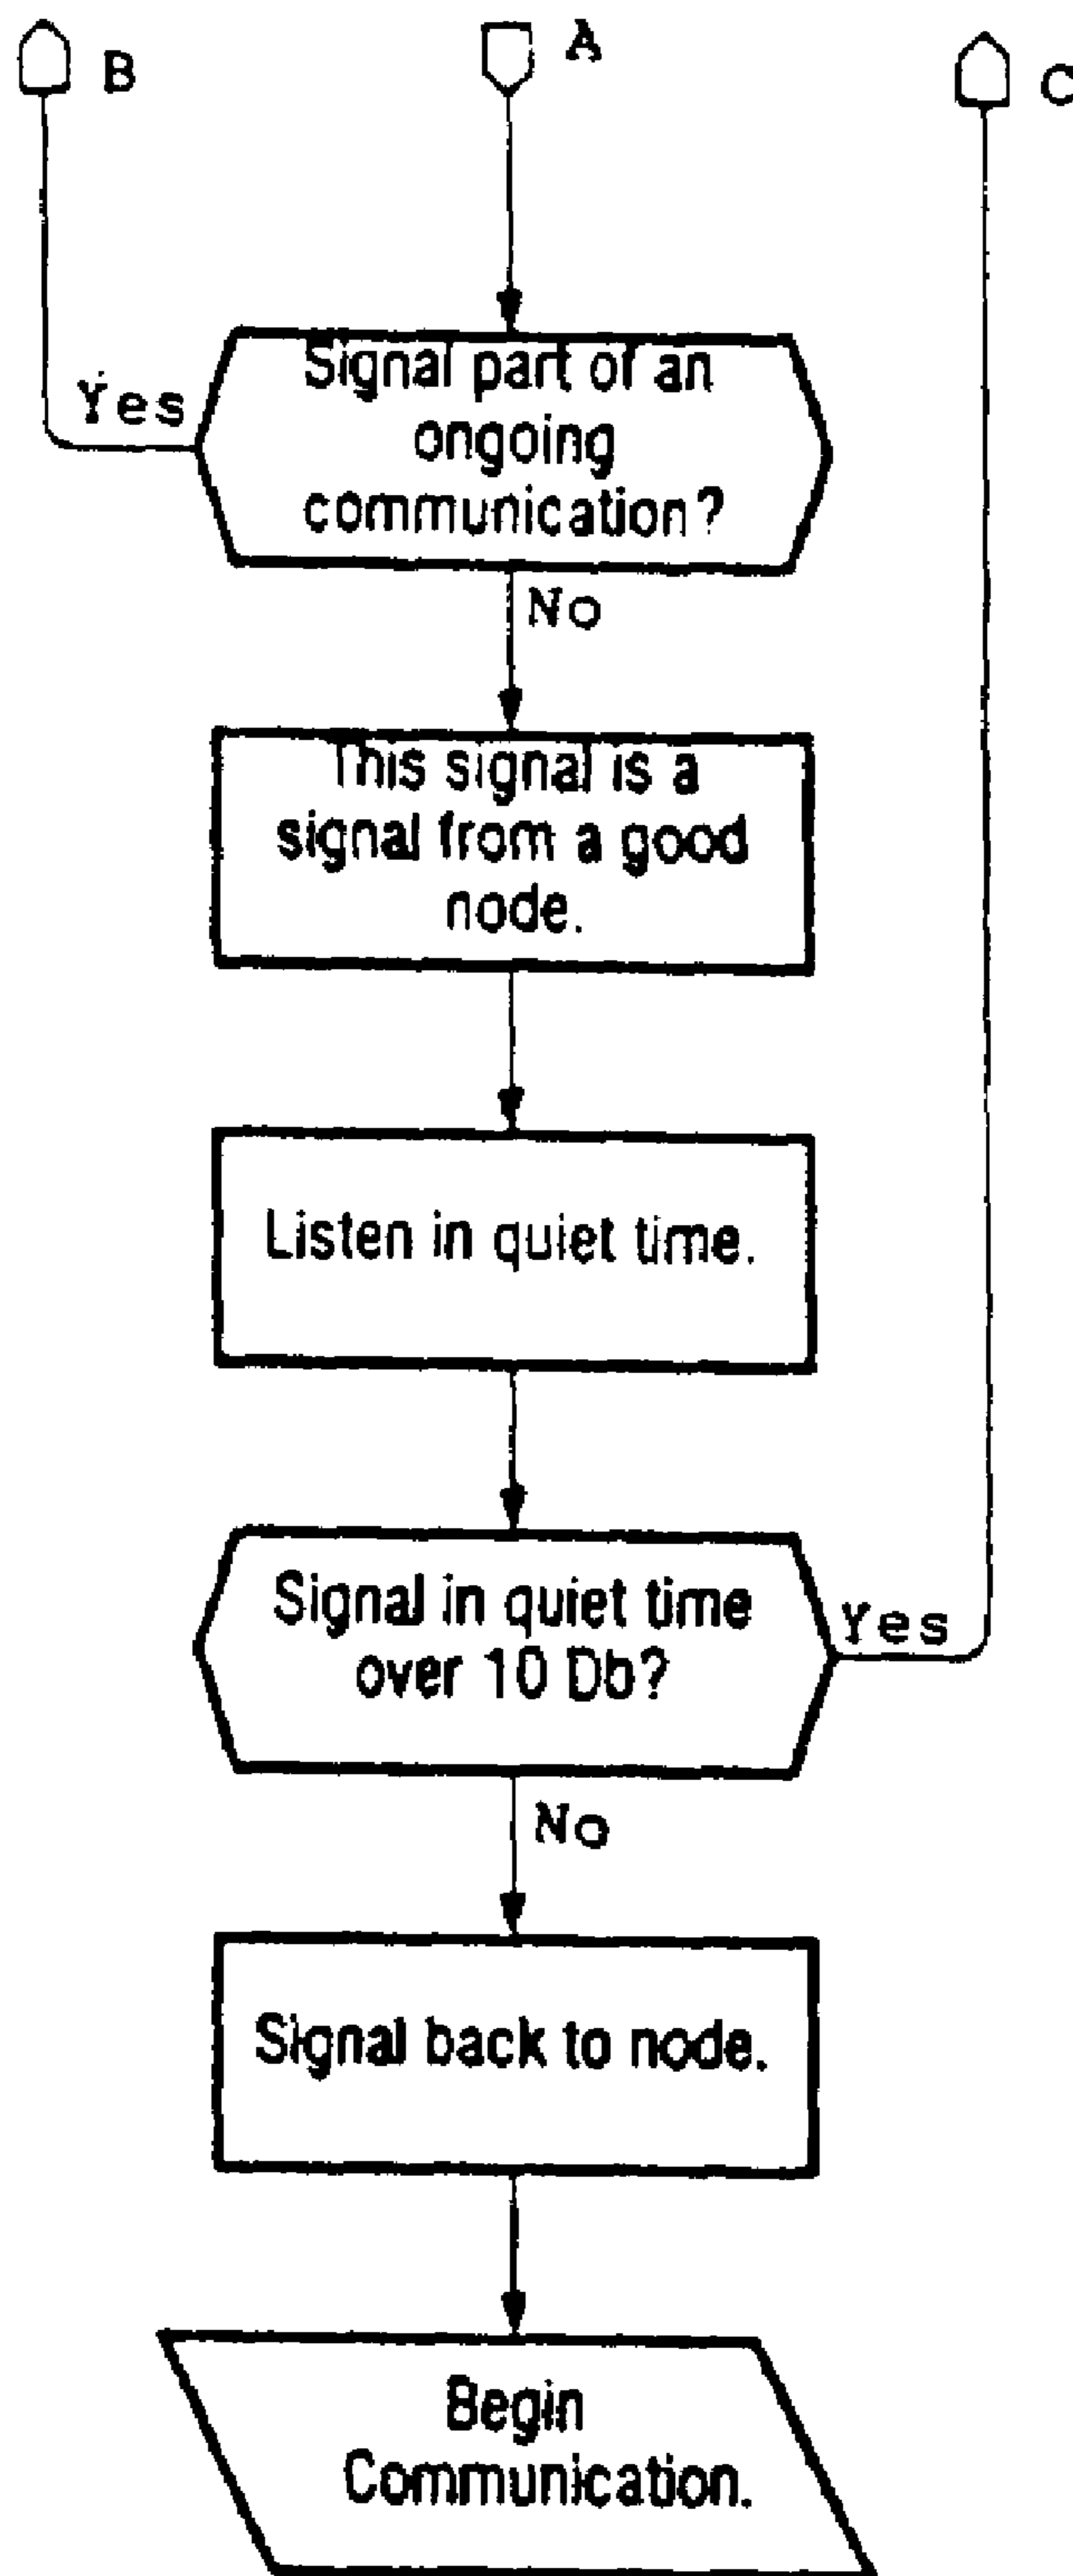 B
A
C
Signal part of an
ongoing
communication?
Yes
No
This signal is a
signal from a good
node.
Listen in quiet time.
Signal in quiet time
over 10 Db?
Yes
No
Signal back to node.
Begin
Communication.